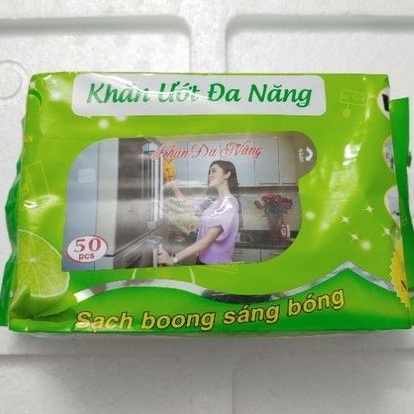 Khăn Ướt Đa Năng
Khăn Đa Năng
50
pcs
Sạch boong sáng bóng